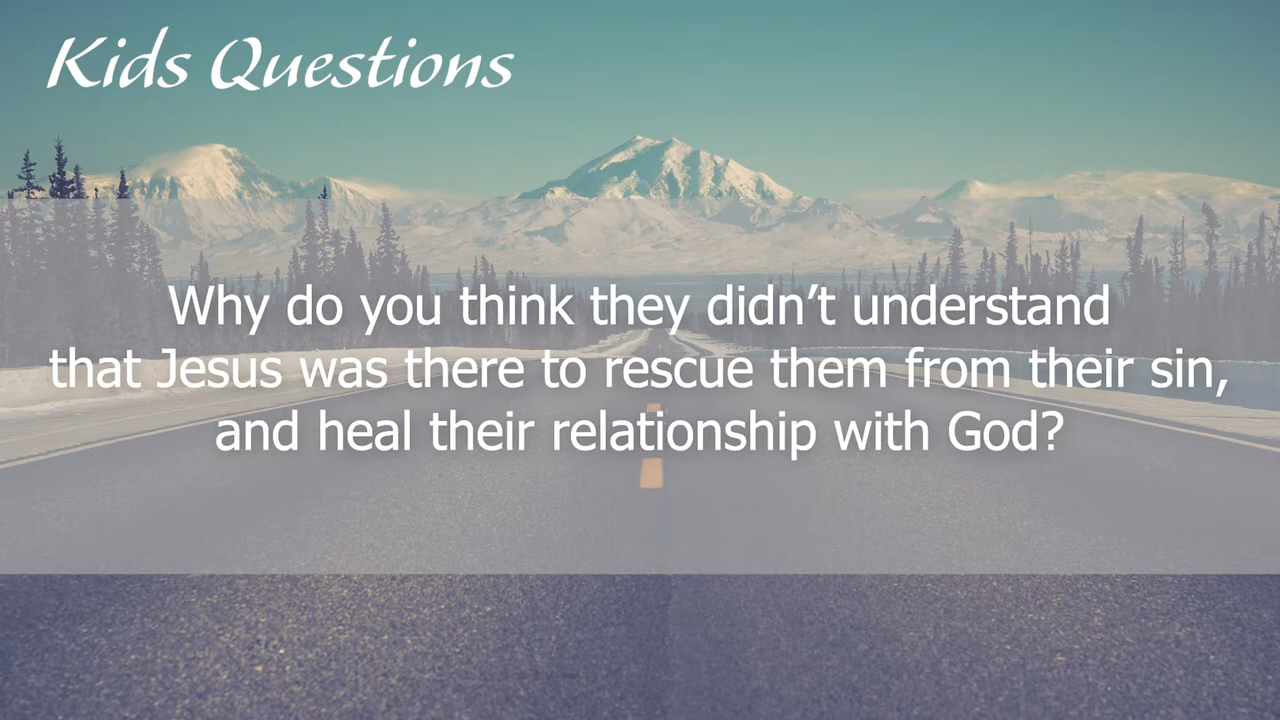 Kids Questions
Why do you think they didn’t understand
that Jesus was there to rescue them from their sin,
and heal their relationship with God?